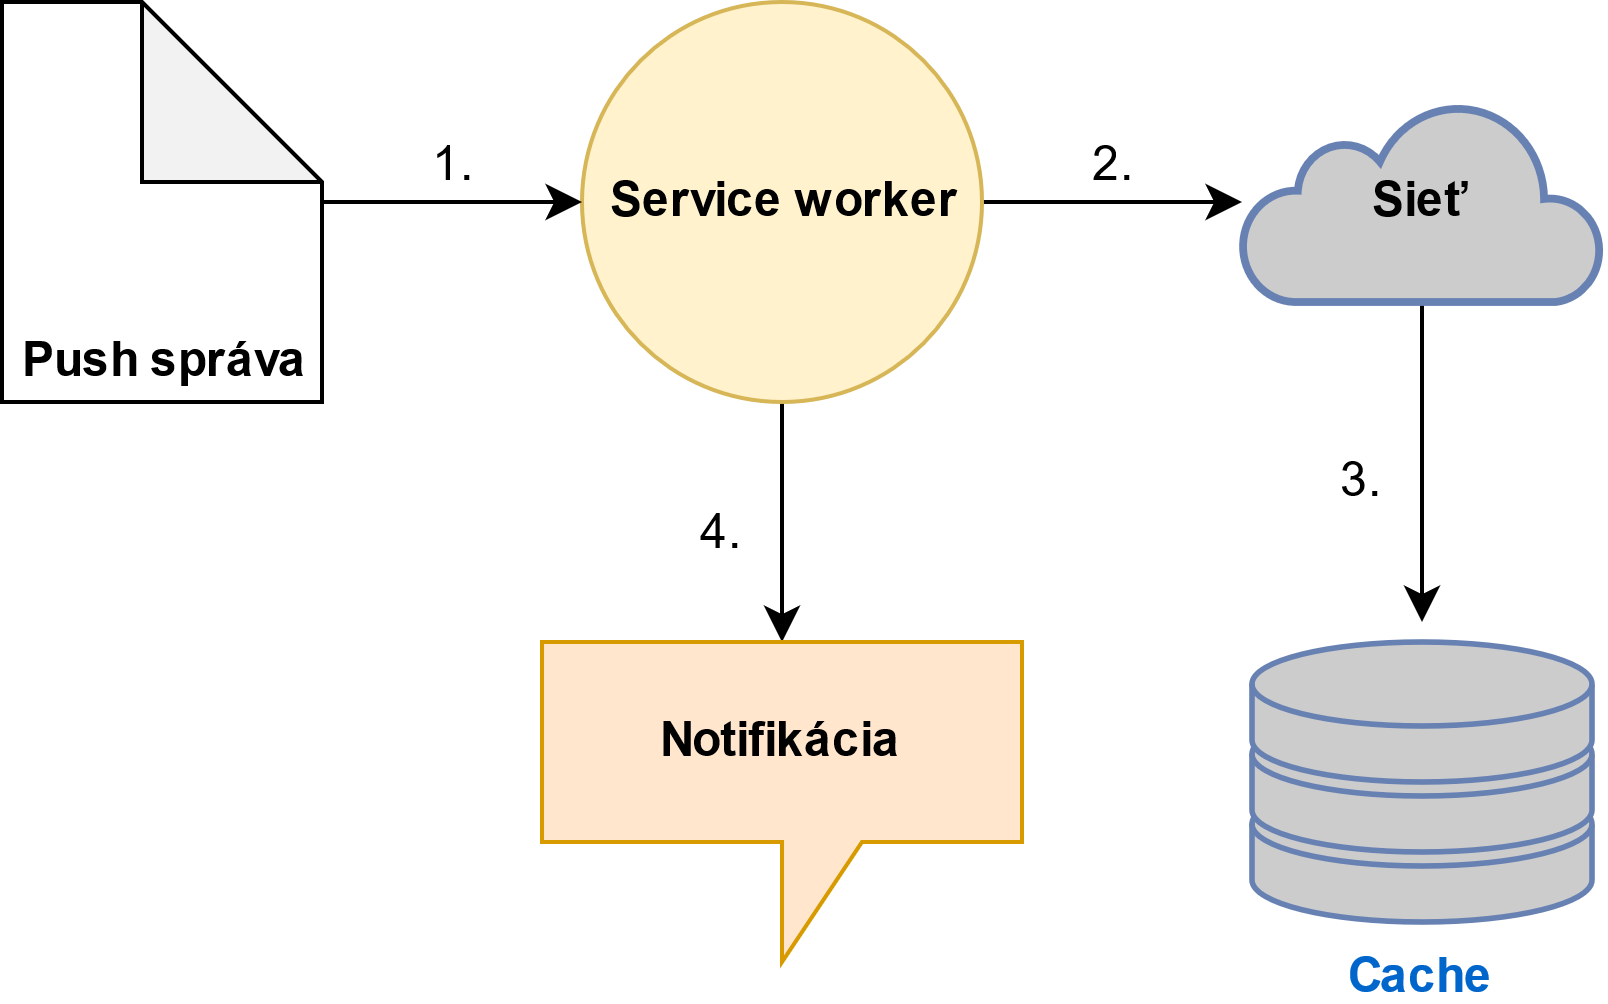 1.
2.
Service worker
Sieť
Push správa
3.
4.
Notifikácia
Cache